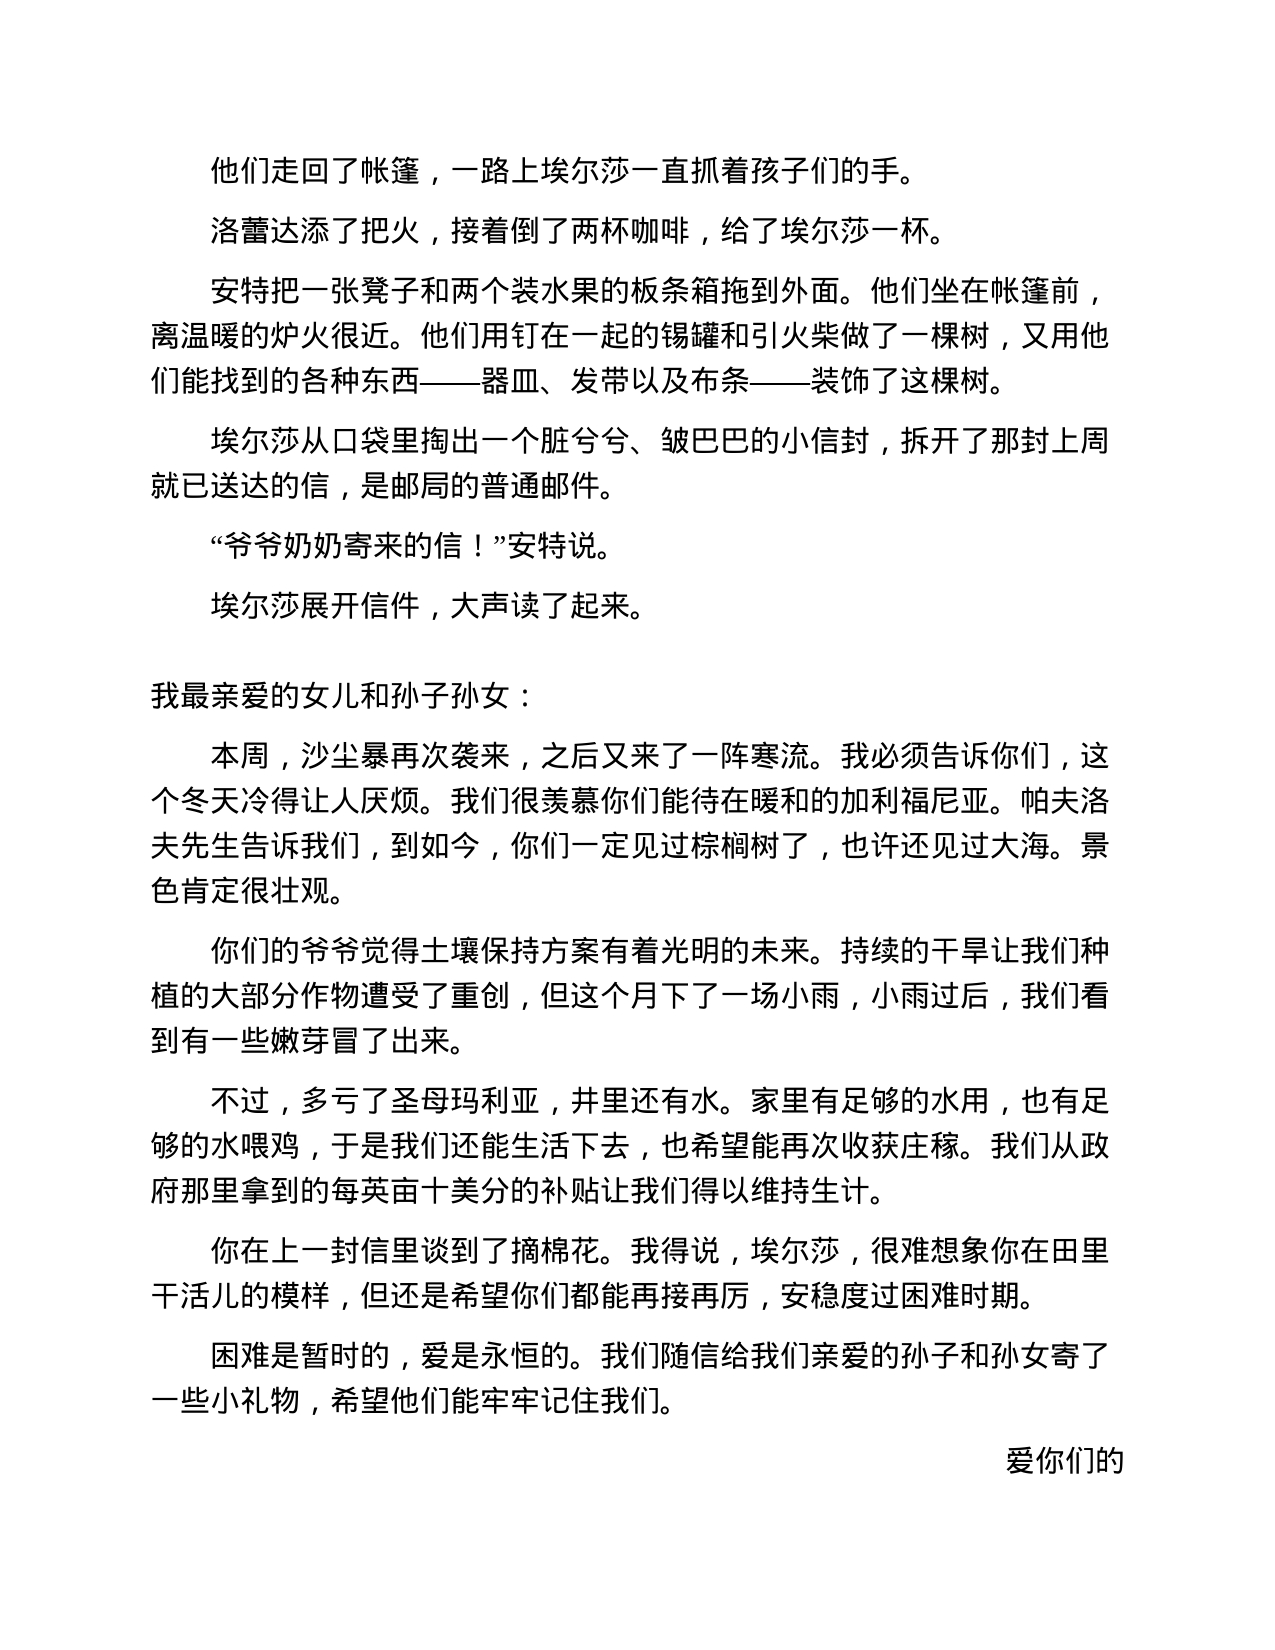 他们走回了帐篷，一路上埃尔莎一直抓着孩子们的手。
洛蕾达添了把火，接着倒了两杯咖啡，给了埃尔莎一杯。
安特把一张凳子和两个装水果的板条箱拖到外面。他们坐在帐篷前，
离温暖的炉火很近。他们用钉在一起的锡罐和引火柴做了一棵树，又用他
们能找到的各种东西——器皿、发带以及布条——装饰了这棵树。
埃尔莎从口袋里掏出一个脏兮兮、皱巴巴的小信封，拆开了那封上周
就已送达的信，是邮局的普通邮件。
“爷爷奶奶寄来的信！”安特说。
埃尔莎展开信件，大声读了起来。
我最亲爱的女儿和孙子孙女：
本周，沙尘暴再次袭来，之后又来了一阵寒流。我必须告诉你们，这
个冬天冷得让人厌烦。我们很羡慕你们能待在暖和的加利福尼亚。帕夫洛
夫先生告诉我们，到如今，你们一定见过棕榈树了，也许还见过大海。景
色肯定很壮观。
你们的爷爷觉得土壤保持方案有着光明的未来。持续的干旱让我们种
植的大部分作物遭受了重创，但这个月下了一场小雨，小雨过后，我们看
到有一些嫩芽冒了出来。
不过，多亏了圣母玛利亚，井里还有水。家里有足够的水用，也有足
够的水喂鸡，于是我们还能生活下去，也希望能再次收获庄稼。我们从政
府那里拿到的每英亩十美分的补贴让我们得以维持生计。
你在上一封信里谈到了摘棉花。我得说，埃尔莎，很难想象你在田里
干活儿的模样，但还是希望你们都能再接再厉，安稳度过困难时期。
困难是暂时的，爱是永恒的。我们随信给我们亲爱的孙子和孙女寄了
一些小礼物，希望他们能牢牢记住我们。
爱你们的